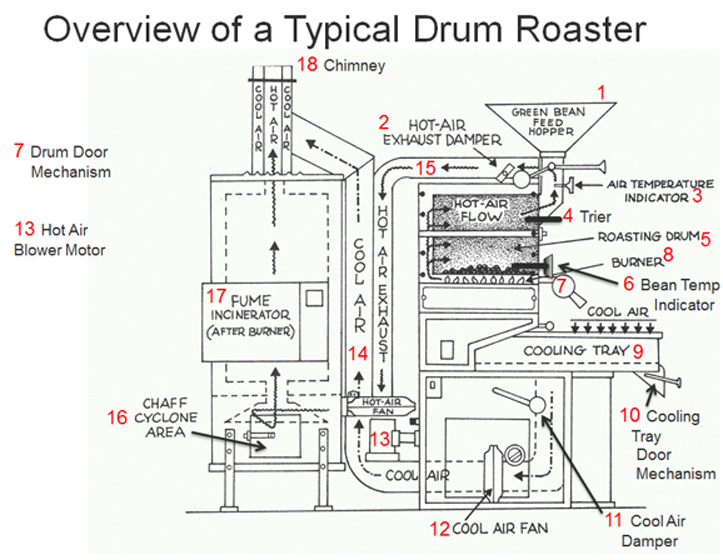 Overview of a Typical Drum Roaster
18 Chimney
COOL AIR
HOT AIR
COOL AIR
1
GREEN BEAN
FEED
HOPPER
2
HOT-AIR
EXHAUST DAMPER
7 Drum Door
Mechanism
15
AIR TEMPERATURE
INDICATOR 3
HOT-AIR
FLOW
4 Trier
13 Hot Air
Blower Motor
ROASTING DRUM 5
BURNER 8
6 Bean Temp
Indicator
7
HOT AIR EXHAUST
COOL AIR
14
17
FUME
INCINERATOR
(AFTER BURNER)
COOL AIR
COOLING TRAY 9
16
CHAFF
CYCLONE
AREA
HOT-AIR
FAN
13
10 Cooling
Tray
Door
Mechanism
COOL AIR
12 COOL AIR FAN
11 Cool Air
Damper